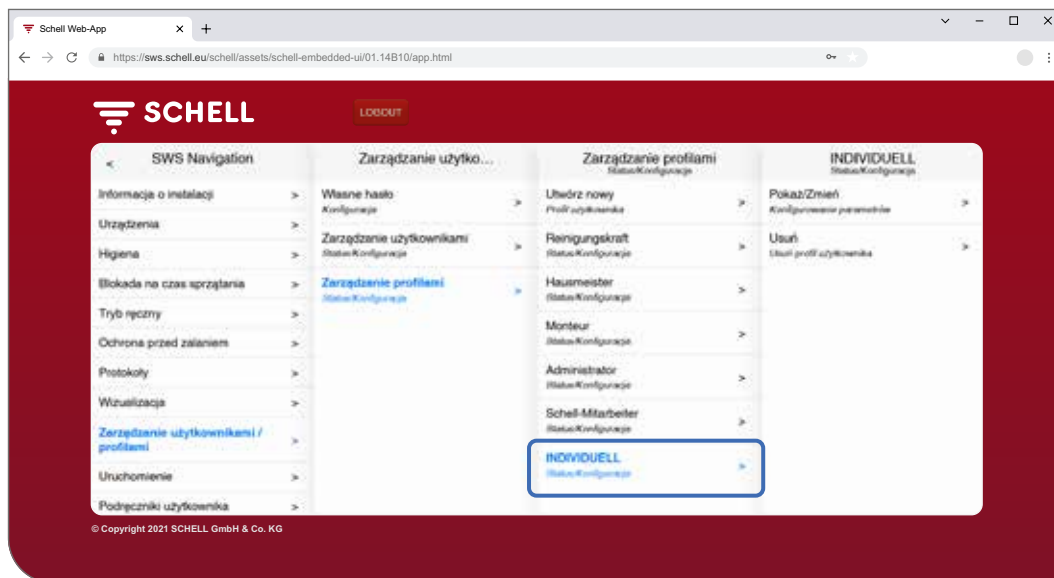 Schell Web-App
https://sws.schell.eu/schell/assets/schell-embedded-ui/01.14B10/app.html
SCHELL
LOGOUT
SWS Navigation
Informacja o instalacji
Urządzenia
Higiena
Blokada na czas sprzątania
Tryb ręczny
Ochrona przed zalaniem
Protokoły
Wizualizacja
Zarządzanie użytkownikami /
profilami
Uruchomienie
Podręczniki użytkownika
Zarządzanie użytko...
Własne hasło
Konfiguracja
Zarządzanie użytkownikami
Status/Konfiguracja
Zarządzanie profilami
Status/Konfiguracja
Zarządzanie profilami
Status/Konfiguracja
Utwórz nowy
Profil użytkownika
Reinigungskraft
Status/Konfiguracja
Hausmeister
Status/Konfiguracja
Monteur
Status/Konfiguracja
Administrator
Status/Konfiguracja
Schell-Mitarbeiter
Status/Konfiguracja
INDIVIDUELL
Status/Konfiguracja
INDIVIDUELL
Status/Konfiguracja
Pokaż/Zmień
Konfigurowanie parametrów
Usuń
Usuń profil użytkownika
© Copyright 2021 SCHELL GmbH & Co. KG